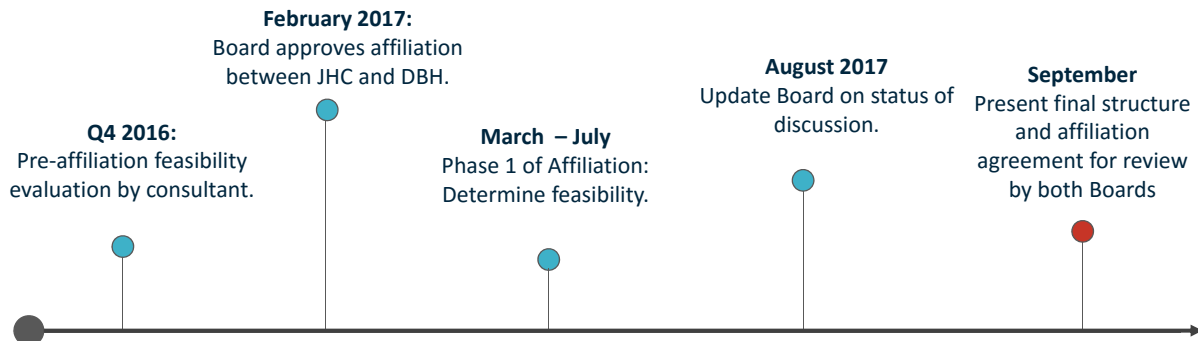 Q4 2016:
Pre-affiliation feasibility
evaluation by consultant.
February 2017:
Board approves affiliation
between JHC and DBH.
March – July
Phase 1 of Affiliation:
Determine feasibility.
August 2017
Update Board on status of
discussion.
September
Present final structure
and affiliation
agreement for review
by both Boards